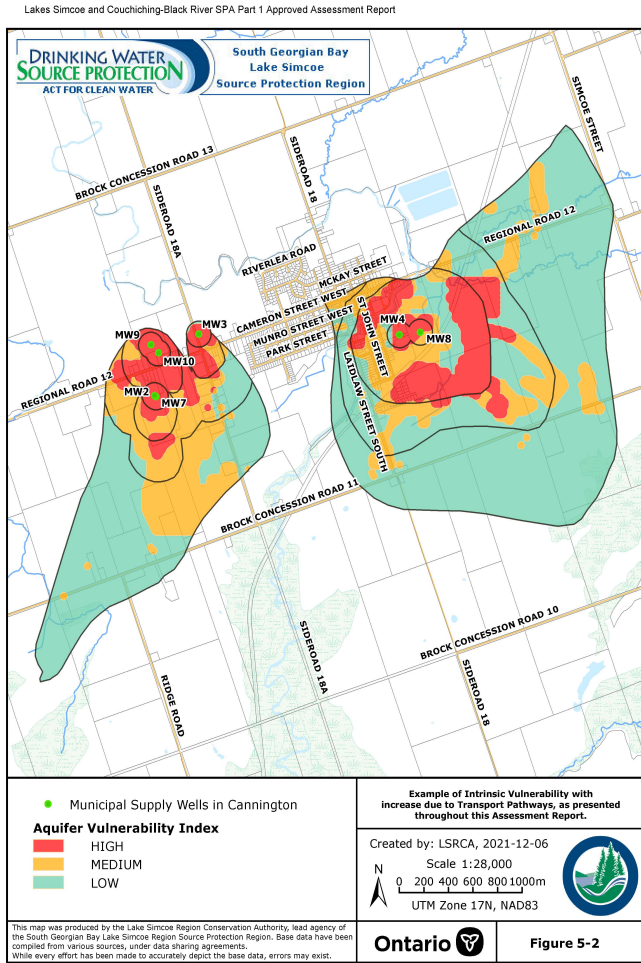 Lakes Simcoe and Couchiching-Black River SPA Part 1 Approved Assessment Report
DRINKING WATER
SOURCE PROTECTION
ACT FOR CLEAN WATER
South Georgian Bay
Lake Simcoe
Source Protection Region
SIMCOE STREET
BROCK CONCESSION ROAD 13
SIDEROAD 18
SIDEROAD 18A
REGIONAL ROAD 12
RIVERLEA ROAD
MCKAY STREET
CAMERON STREET WEST
MUNRO STREET WEST
PARK STREET
ST JOHN STREET
LAIDLAW STREET SOUTH
MW3
MW9
MW10
MW4
MW8
REGIONAL ROAD 12
MW2
MW7
BROCK CONCESSION ROAD 11
BROCK CONCESSION ROAD 10
SIDEROAD 18A
SIDEROAD 18
RIDGE ROAD
Municipal Supply Wells in Cannington
Aquifer Vulnerability Index
HIGH
MEDIUM
LOW
Example of Intrinsic Vulnerability with
increase due to Transport Pathways, as presented
throughout this Assessment Report.
Created by: LSRCA, 2021-12-06
N
Scale 1:28,000
0 200 400 600 800 1000m
UTM Zone 17N, NAD83
This map was produced by the Lake Simcoe Region Conservation Authority, lead agency of
the South Georgian Bay Lake Simcoe Region Source Protection Region. Base data have been
compiled from various sources, under data sharing agreements.
While every effort has been made to accurately depict the base data, errors may exist.
Ontario
Figure 5-2